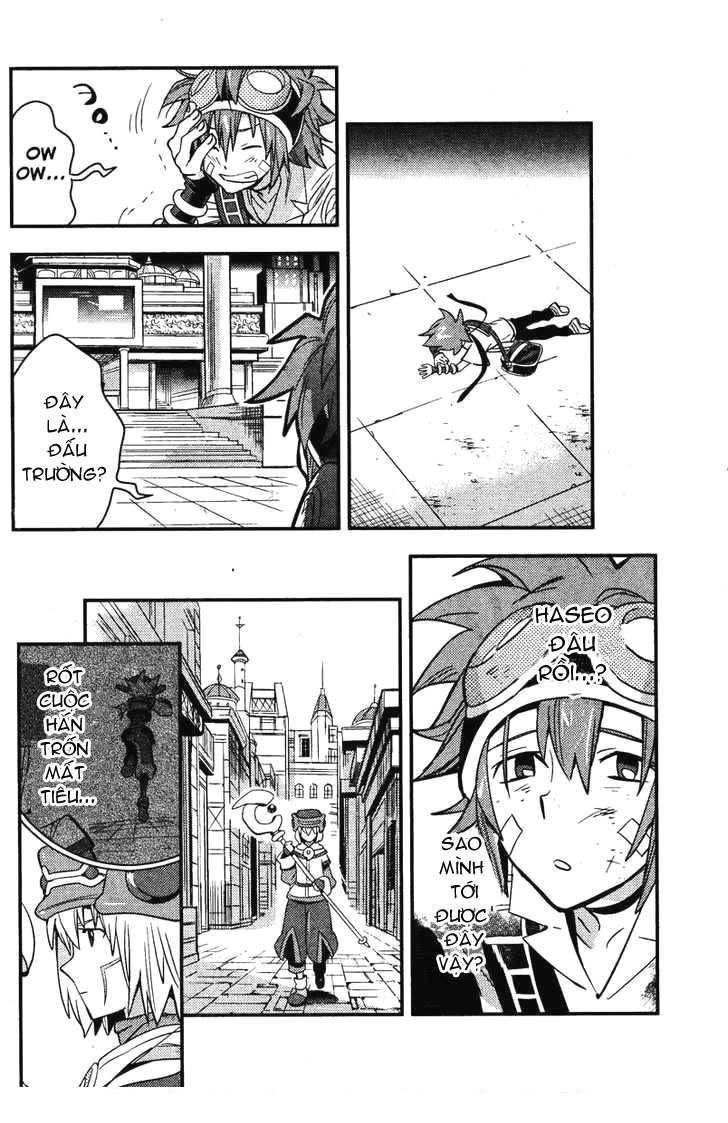 OW
OW...
ĐÂY
LÀ...
ĐẤU
TRƯỜNG?
HASEO
ĐÂU
RỒI...?
SAO
MÌNH
TỚI
ĐƯƠC
ĐÂY
VẬY?
RỐT
CUỘC
HẮN
TRỐN
MẤT
TIÊU...